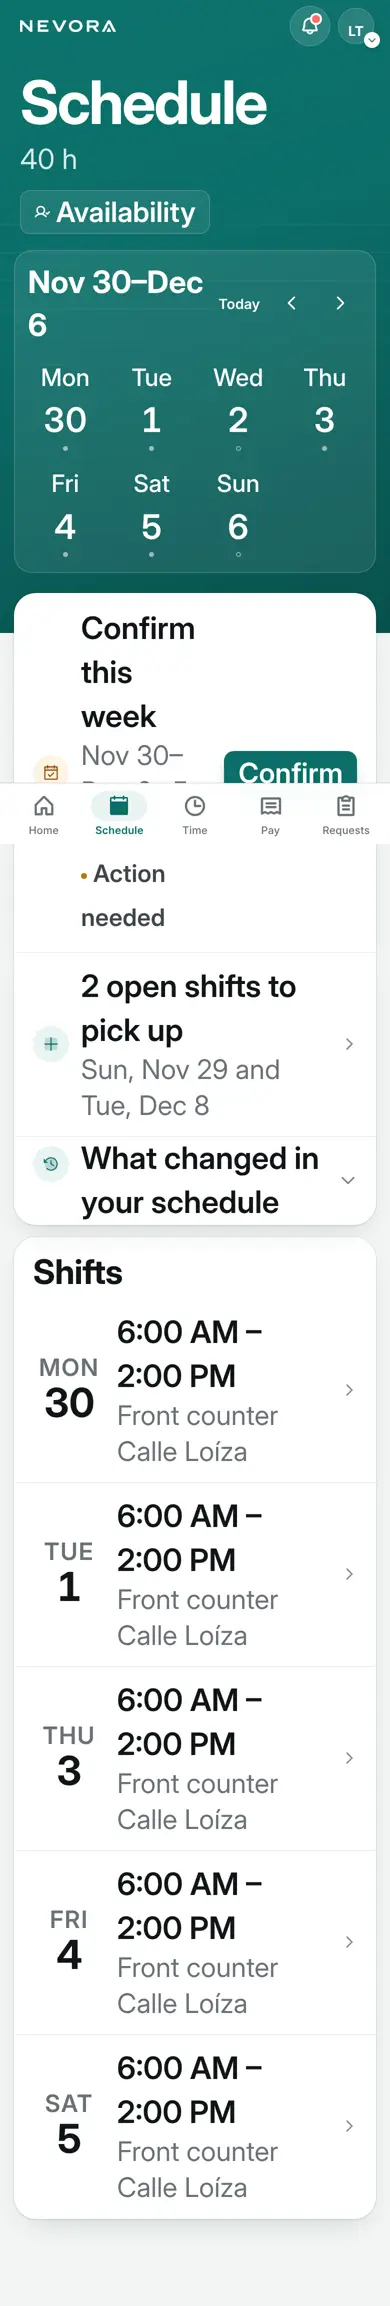 NEVORA
LT
Schedule
40 h
Availability
Nov 30–Dec
6
Today
Mon Tue Wed Thu
30 1 2 3
Fri Sat Sun
4 5 6
Confirm
this
week
Nov 30–
Confirm
Home Schedule Time Pay Requests
Action
needed
2 open shifts to
pick up
Sun, Nov 29 and
Tue, Dec 8
What changed in
your schedule
Shifts
MON
30
6:00 AM –
2:00 PM
Front counter
Calle Loíza
TUE
1
6:00 AM –
2:00 PM
Front counter
Calle Loíza
THU
3
6:00 AM –
2:00 PM
Front counter
Calle Loíza
FRI
4
6:00 AM –
2:00 PM
Front counter
Calle Loíza
SAT
5
6:00 AM –
2:00 PM
Front counter
Calle Loíza